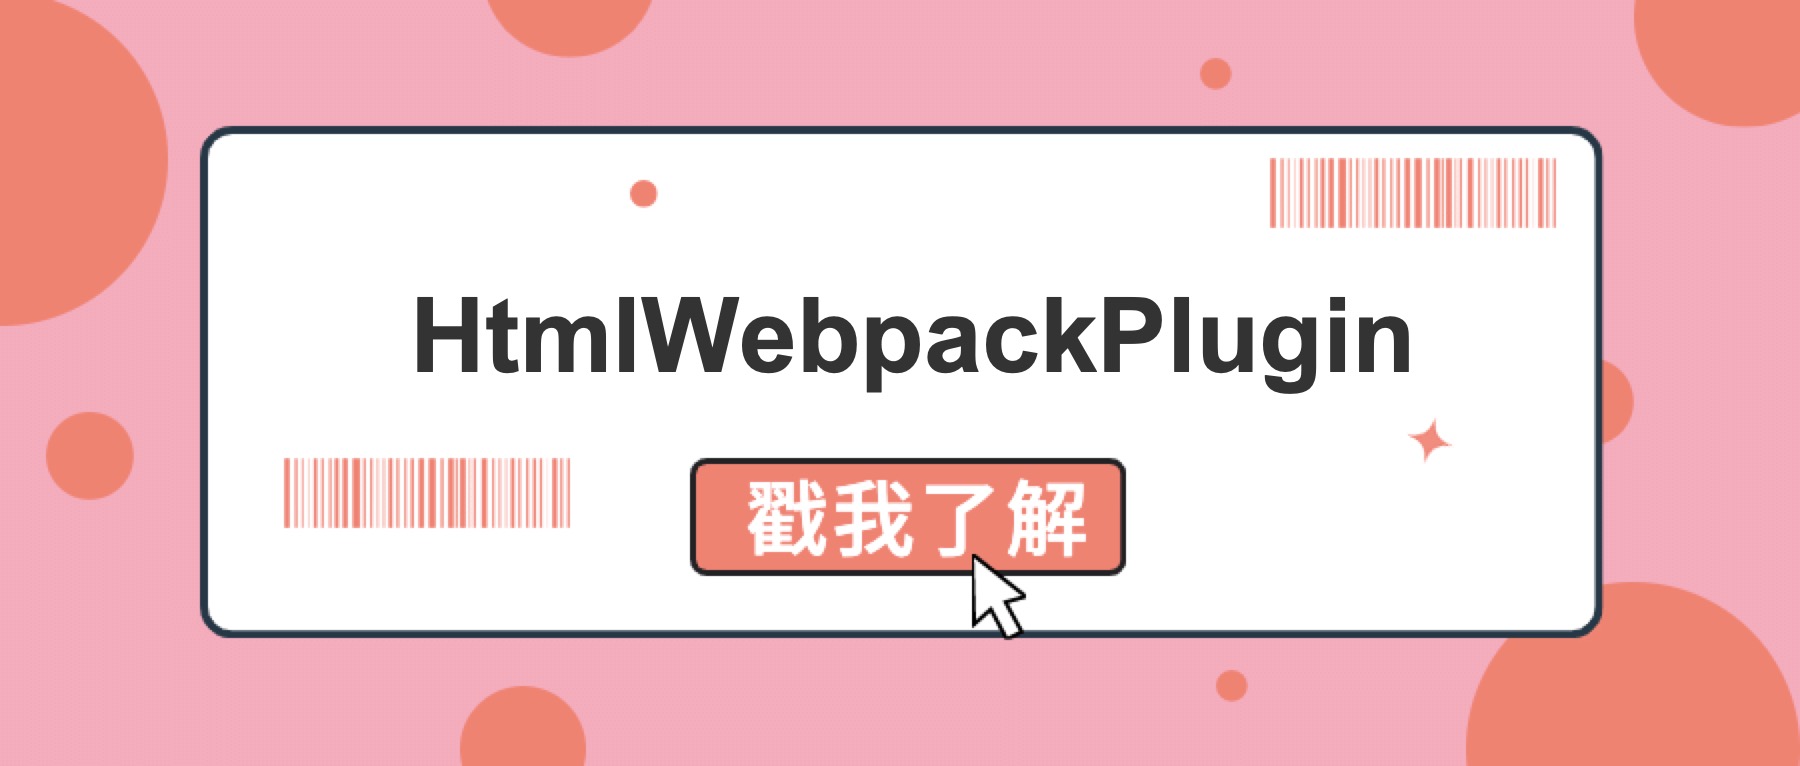 HtmlWebpackPlugin
戳我了解